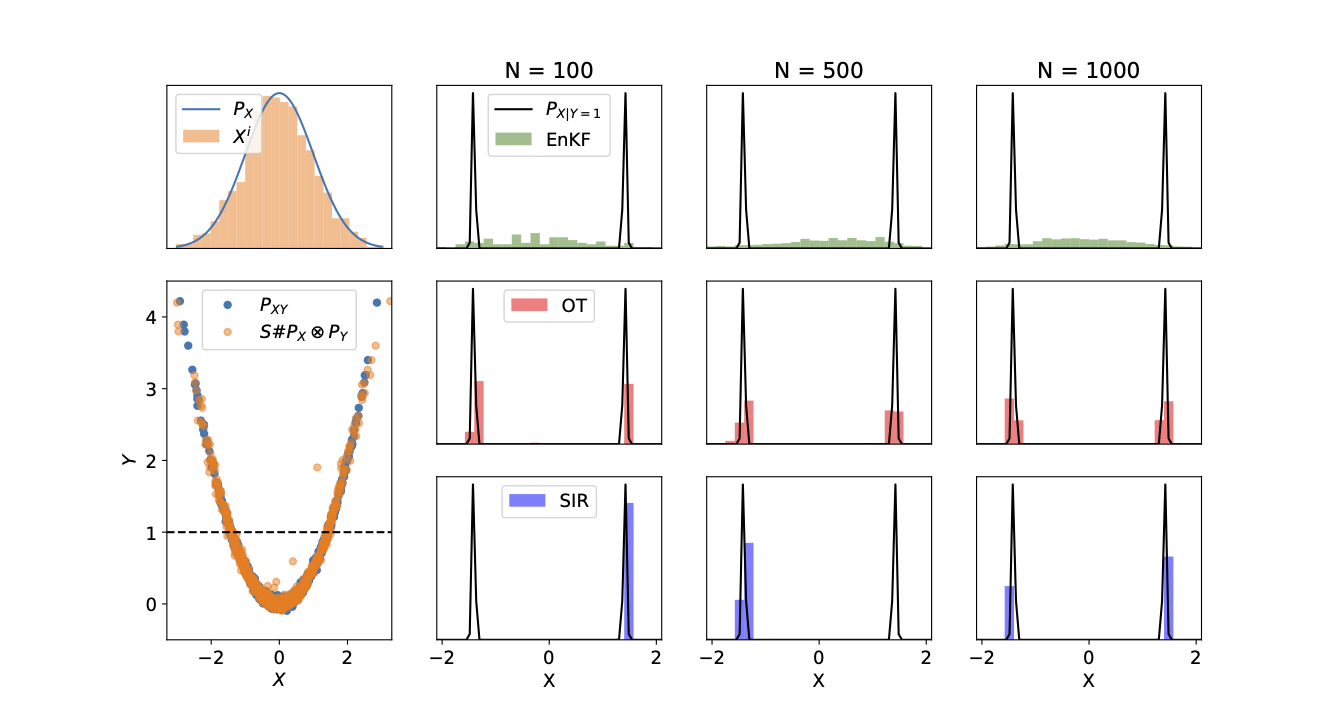 N = 100
N = 500
N = 1000
P_X
X^i
P_{X|Y=1}
EnKF
P_{XY}
S#P_X ⊗ P_Y
OT
SIR
4
3
2
1
0
Y
−2 0 2
X
−2 0 2
X
−2 0 2
X
−2 0 2
X